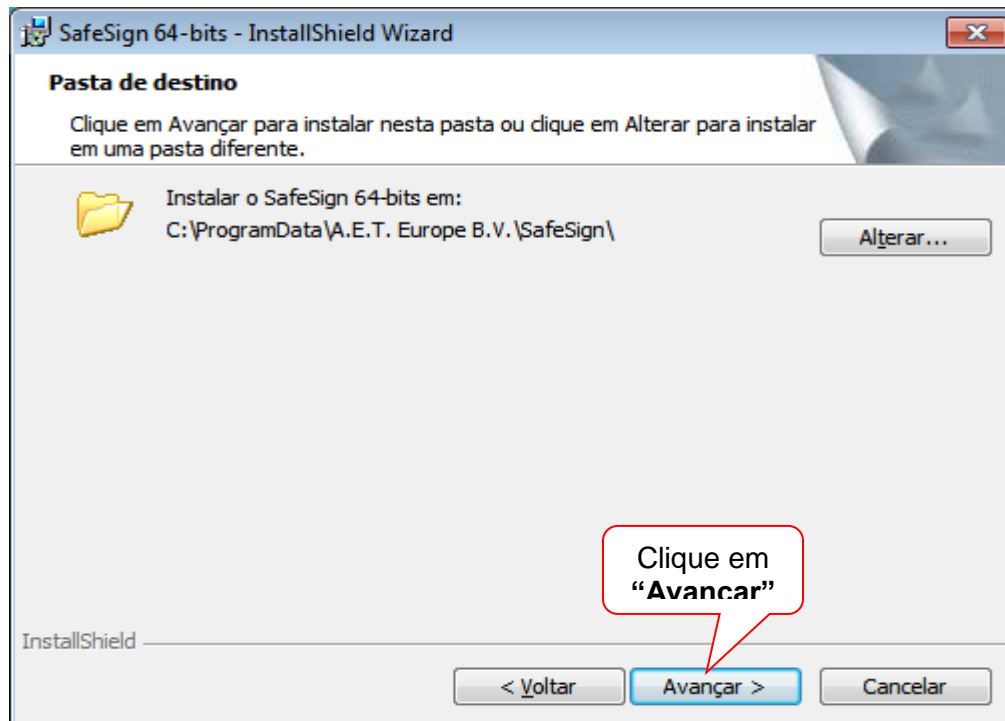 SafeSign 64-bits - InstallShield Wizard
Pasta de destino
Clique em Avançar para instalar nesta pasta ou clique em Alterar para instalar
em uma pasta diferente.
Instalar o SafeSign 64-bits em:
C:\ProgramData\A.E.T. Europe B.V.\SafeSign\
Alterar...
Clique em
“Avançar”
InstallShield
< Voltar
Avançar >
Cancelar